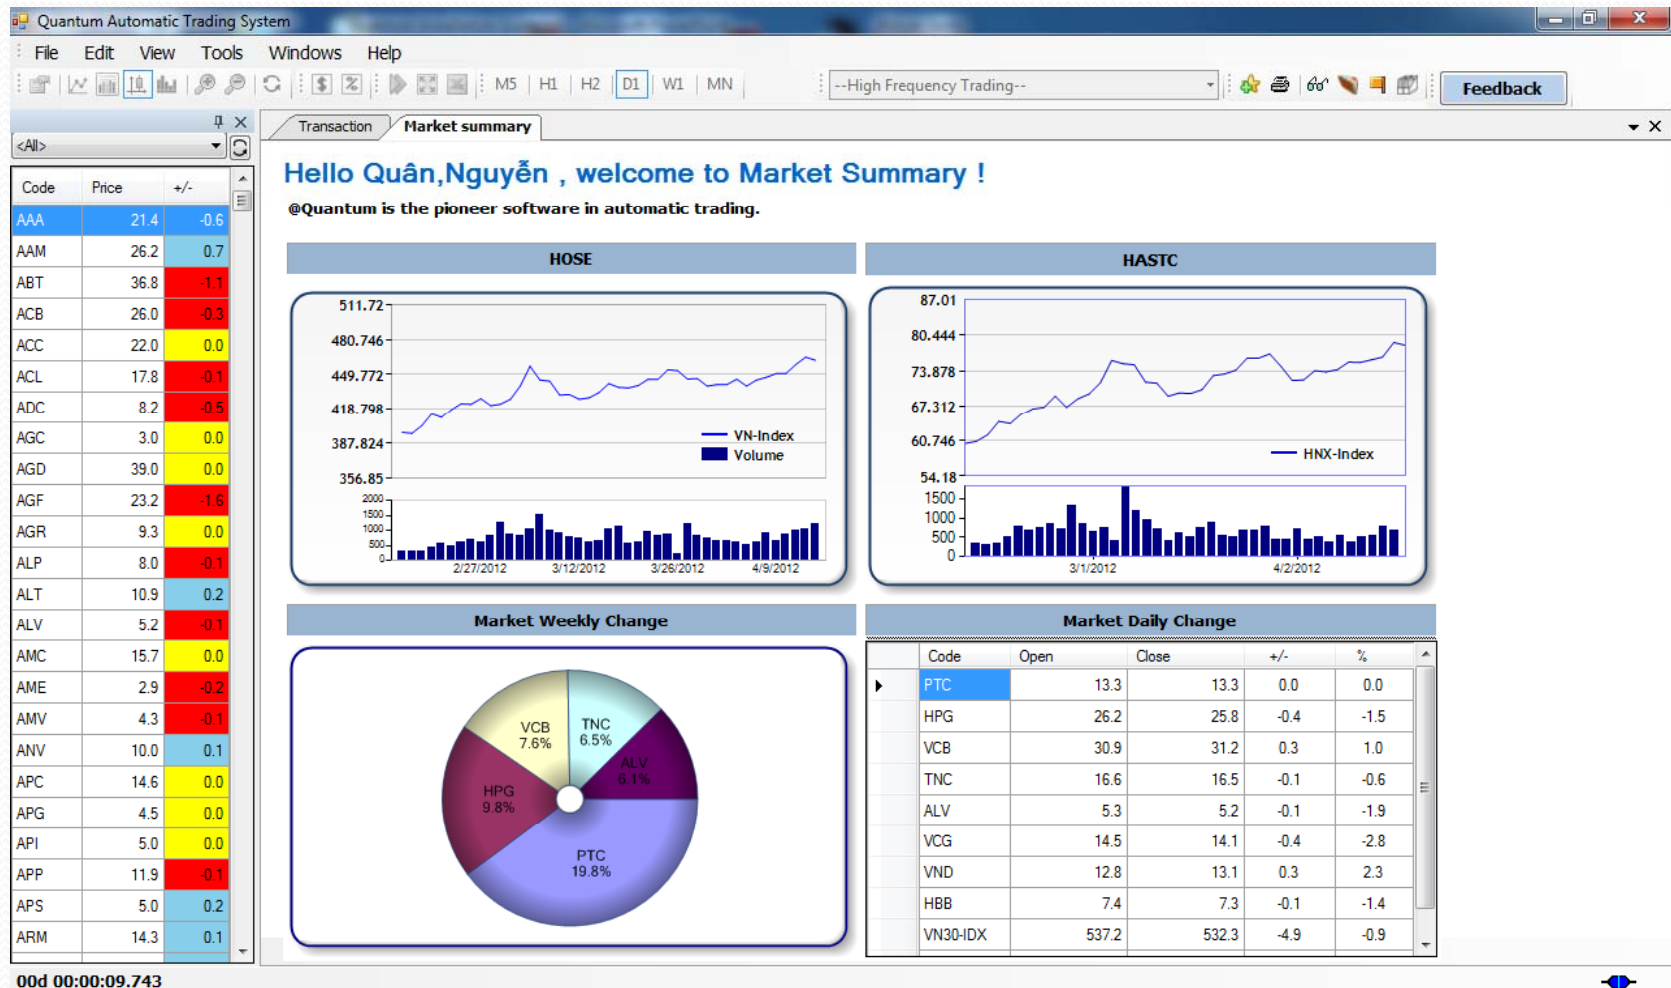 Quantum Automatic Trading System
File Edit View Tools Windows Help
M5 H1 H2 D1 W1 MN --High Frequency Trading-- Feedback
<All>
Transaction Market summary
Hello Quân,Nguyễn , welcome to Market Summary !
@Quantum is the pioneer software in automatic trading.
Code Price +/-
AAA 21.4 -0.6
AAM 26.2 0.7
ABT 36.8 -1.1
ACB 26.0 -0.3
ACC 22.0 0.0
ACL 17.8 -0.1
ADC 8.2 -0.5
AGC 3.0 0.0
AGD 39.0 0.0
AGF 23.2 -1.6
AGR 9.3 0.0
ALP 8.0 -0.1
ALT 10.9 0.2
ALV 5.2 -0.1
AMC 15.7 0.0
AME 2.9 -0.2
AMV 4.3 -0.1
ANV 10.0 0.1
APC 14.6 0.0
APG 4.5 0.0
API 5.0 0.0
APP 11.9 -0.1
APS 5.0 0.2
ARM 14.3 0.1
HOSE
511.72
480.746
449.772
418.798
387.824
356.85
VN-Index
Volume
2000
1500
1000
500
0
2/27/2012 3/12/2012 3/26/2012 4/9/2012
HASTC
87.01
80.444
73.878
67.312
60.746
54.18
HNX-Index
1500
1000
500
0
3/1/2012 4/2/2012
Market Weekly Change
VCB
7.6%
TNC
6.5%
ALV
6.1%
HPG
9.8%
PTC
19.8%
Market Daily Change
Code Open Close +/- %
PTC 13.3 13.3 0.0 0.0
HPG 26.2 25.8 -0.4 -1.5
VCB 30.9 31.2 0.3 1.0
TNC 16.6 16.5 -0.1 -0.6
ALV 5.3 5.2 -0.1 -1.9
VCG 14.5 14.1 -0.4 -2.8
VND 12.8 13.1 0.3 2.3
HBB 7.4 7.3 -0.1 -1.4
VN30-IDX 537.2 532.3 -4.9 -0.9
00d 00:00:09.743